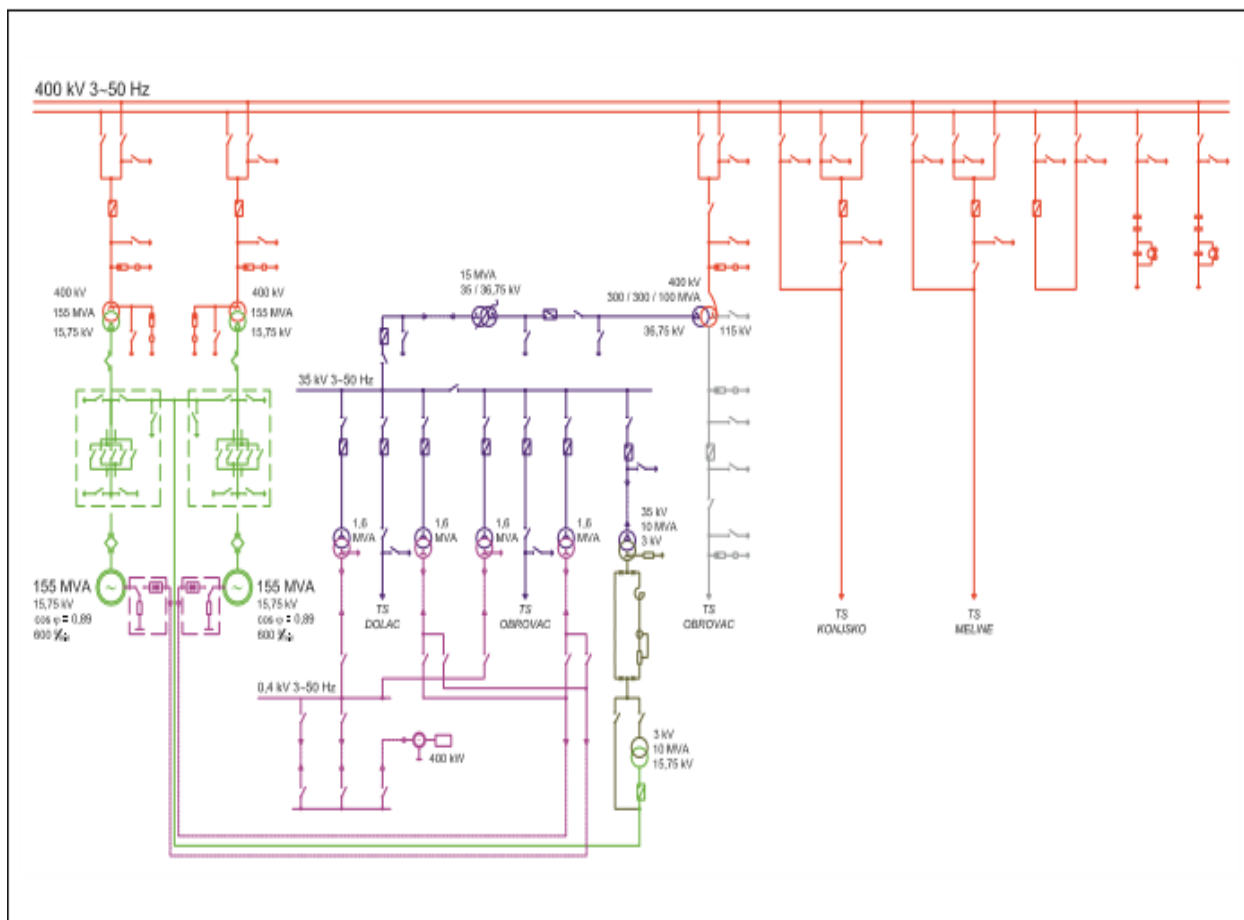 400 kV 3~50 Hz
400 kV
155 MVA
15,75 kV
400 kV
155 MVA
15,75 kV
15 MVA
35 / 36,75 kV
400 kV
300 / 300 / 100 MVA
36,75 kV
115 kV
35 kV 3~50 Hz
1,6
MVA
1,6
MVA
1,6
MVA
1,6
MVA
35 kV
10 MVA
3 kV
155 MVA
15,75 kV
cos φ = 0,89
600
155 MVA
15,75 kV
cos φ = 0,89
600
TS
DOLAC
TS
OBROVAC
TS
OBROVAC
TS
KONJSKO
TS
MELINE
0,4 kV 3~50 Hz
400 kW
3 kV
10 MVA
15,75 kV